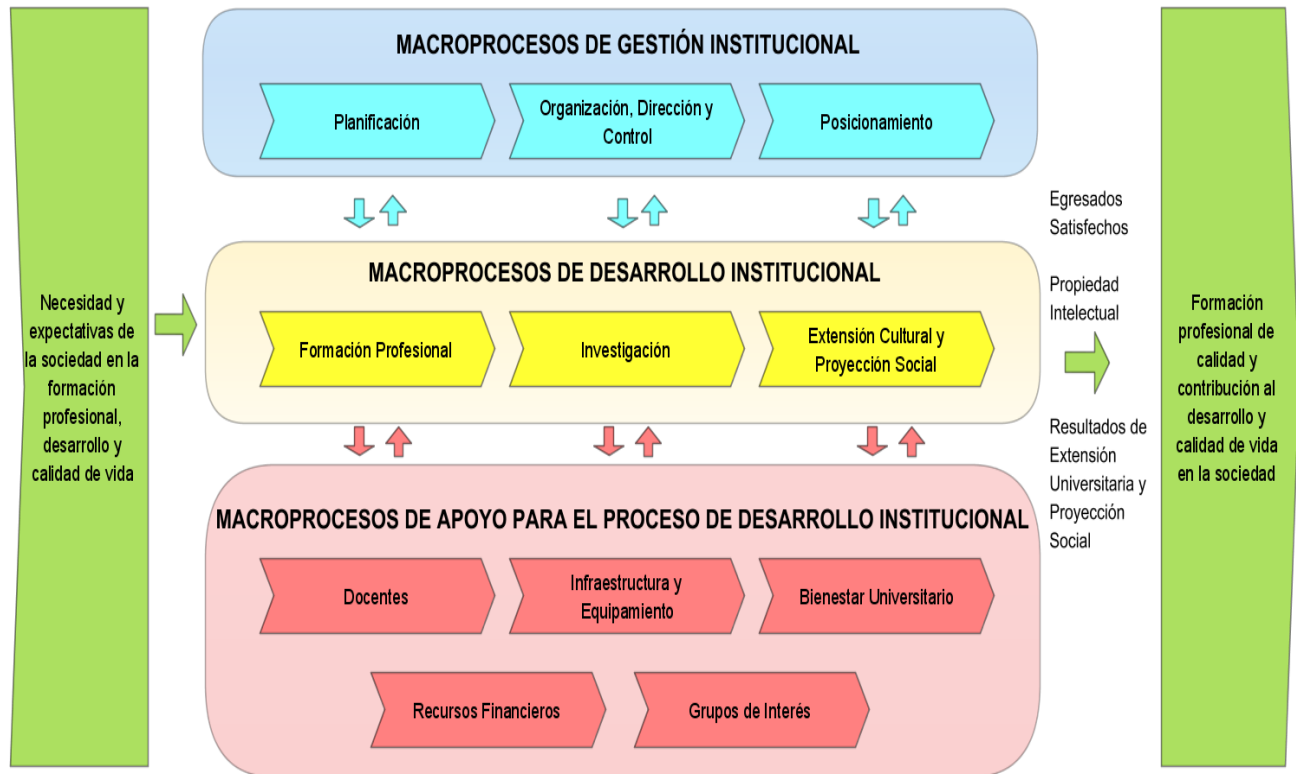 MACROPROCESOS DE GESTIÓN INSTITUCIONAL
Planificación
Organización, Dirección y
Control
Posicionamiento
Necesidad y
expectativas de
la sociedad en la
formación
profesional,
desarrollo y
calidad de vida
MACROPROCESOS DE DESARROLLO INSTITUCIONAL
Formación Profesional
Investigación
Extensión Cultural y
Proyección Social
MACROPROCESOS DE APOYO PARA EL PROCESO DE DESARROLLO INSTITUCIONAL
Docentes
Infraestructura y
Equipamiento
Bienestar Universitario
Recursos Financieros
Grupos de Interés
Egresados
Satisfechos
Propiedad
Intelectual
Resultados de
Extensión
Universitaria y
Proyección
Social
Formación
profesional de
calidad y
contribución al
desarrollo y
calidad de vida
en la sociedad